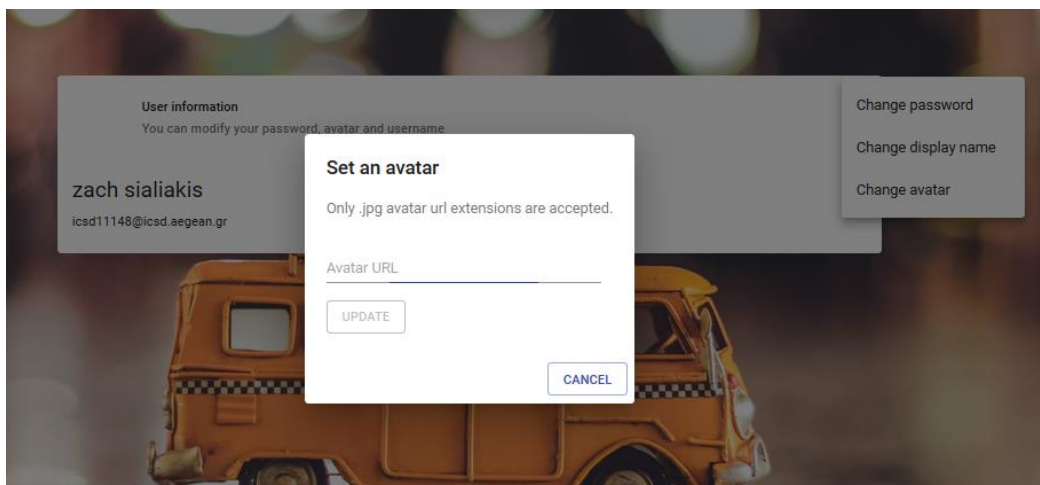 User information
You can modify your password, avatar and username
zach sialiakis
icsd11148@icsd.aegean.gr
Set an avatar
Only .jpg avatar url extensions are accepted.
Avatar URL
UPDATE
CANCEL
Change password
Change display name
Change avatar